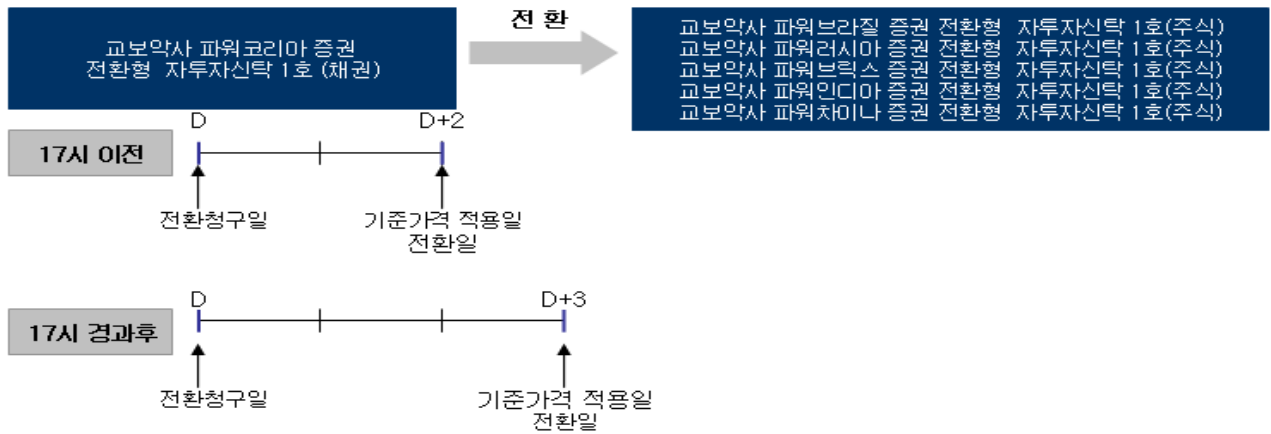 교보악사 파워코리아 증권
전환형 자투자신탁 1호 (채권)
전 환
교보악사 파워브라질 증권 전환형 자투자신탁 1호(주식)
교보악사 파워러시아 증권 전환형 자투자신탁 1호(주식)
교보악사 파워브릭스 증권 전환형 자투자신탁 1호(주식)
교보악사 파워인디아 증권 전환형 자투자신탁 1호(주식)
교보악사 파워차이나 증권 전환형 자투자신탁 1호(주식)
17시 이전
D
D+2
전환청구일
기준가격 적용일
전환일
17시 경과후
D
D+3
전환청구일
기준가격 적용일
전환일